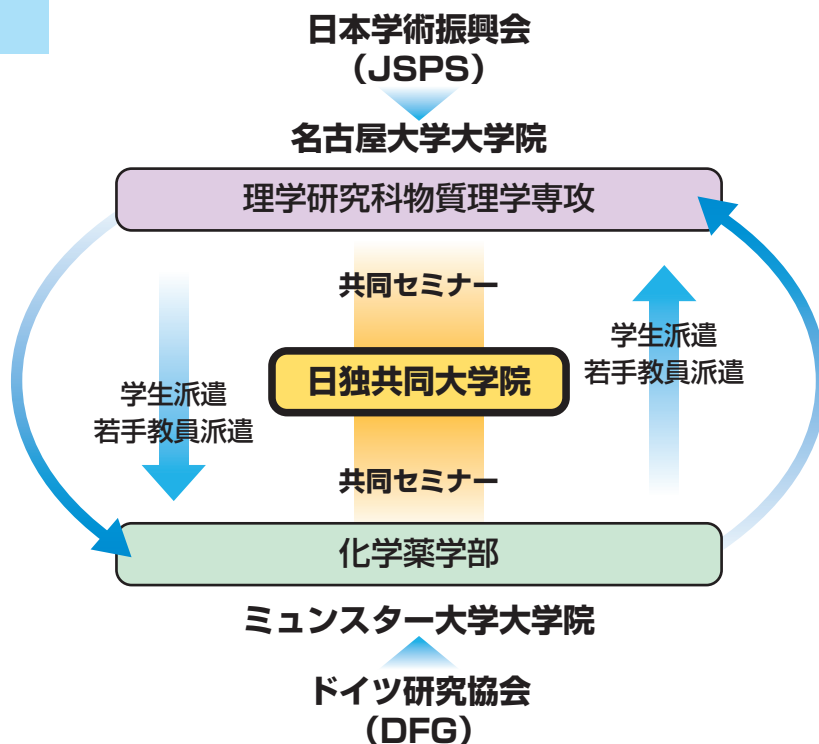 日本学術振興会
（JSPS）
名古屋大学大学院
理学研究科物質理学専攻
共同セミナー
学生派遣
若手教員派遣
日独共同大学院
学生派遣
若手教員派遣
共同セミナー
化学薬学部
ミュンスター大学大学院
ドイツ研究協会
（DFG）